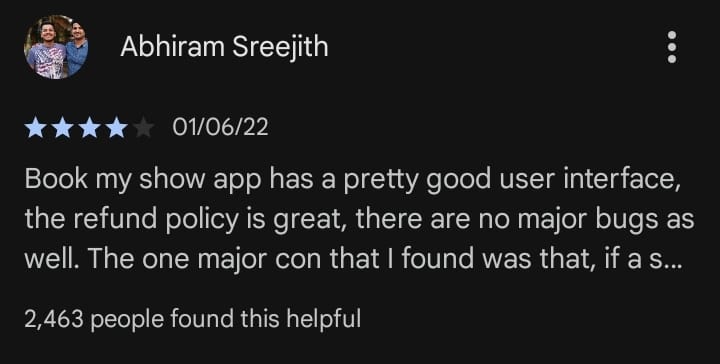 Abhiram Sreejith
01/06/22
Book my show app has a pretty good user interface,
the refund policy is great, there are no major bugs as
well. The one major con that I found was that, if a s...
2,463 people found this helpful